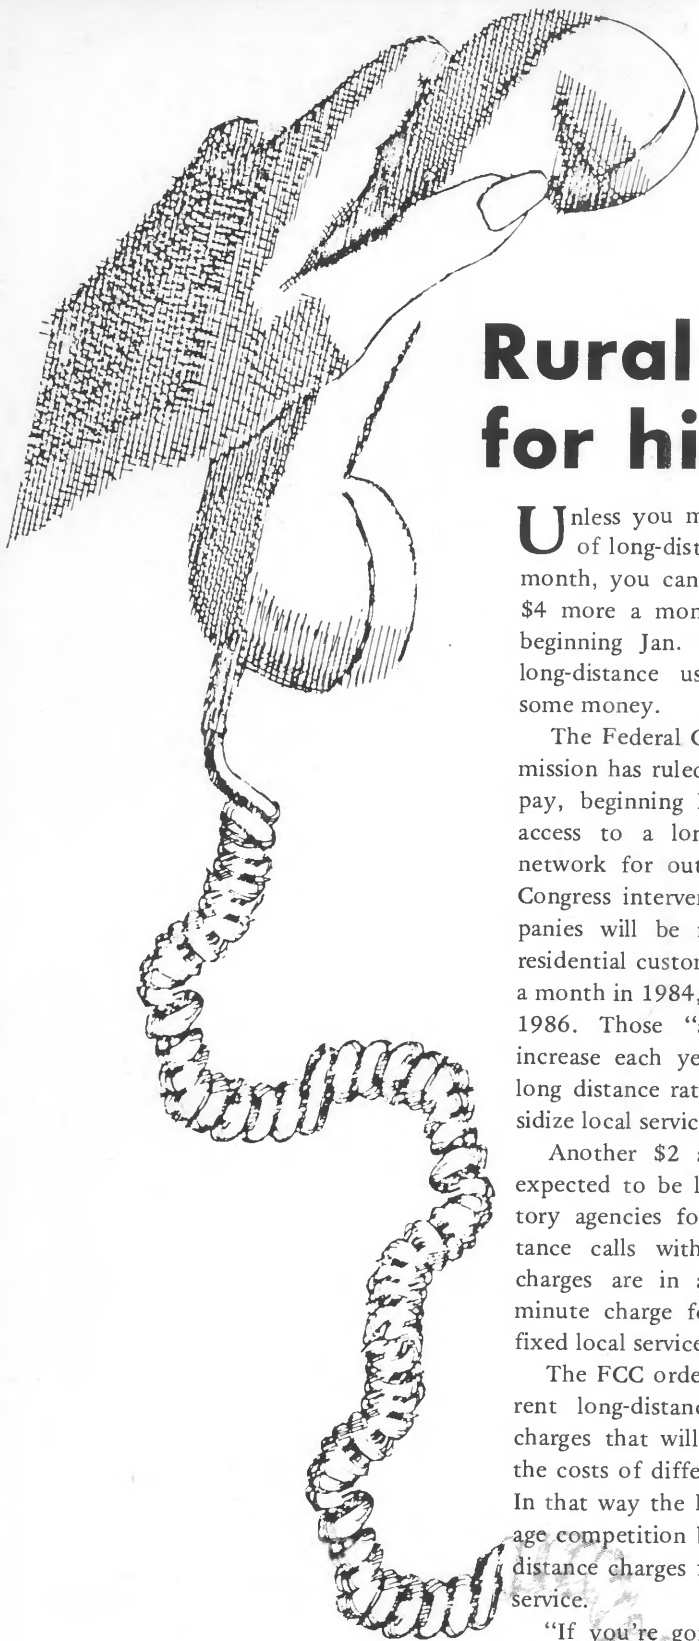 Rural
for hi
Unless you m
of long-dist
month, you can
$4 more a mon
beginning Jan.
long-distance us
some money.
The Federal C
mission has ruled
pay, beginning
access to a lon
network for out
Congress interven
panies will be i
residential custon
a month in 1984,
1986. Those “a
increase each ye
long distance rat
sidize local servic
Another $2 a
expected to be l
tory agencies fo
tance calls with
charges are in a
minute charge fo
fixed local service
The FCC orde
rent long-distanc
charges that will
the costs of diffe
In that way the
age competition b
distance charges f
service.
“If you're go